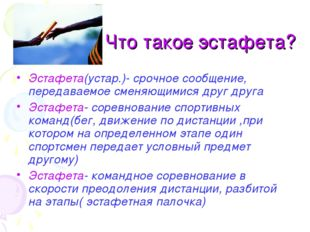 Что такое эстафета?
Эстафета(устар.)- срочное сообщение,
передаваемое сменяющимися друг друга
Эстафета- соревнование спортивных
команд(бег, движение по дистанции ,при
котором на определенном этапе один
спортсмен передает условный предмет
другому)
Эстафета- командное соревнование в
скорости преодоления дистанции, разбитой
на этапы( эстафетная палочка)